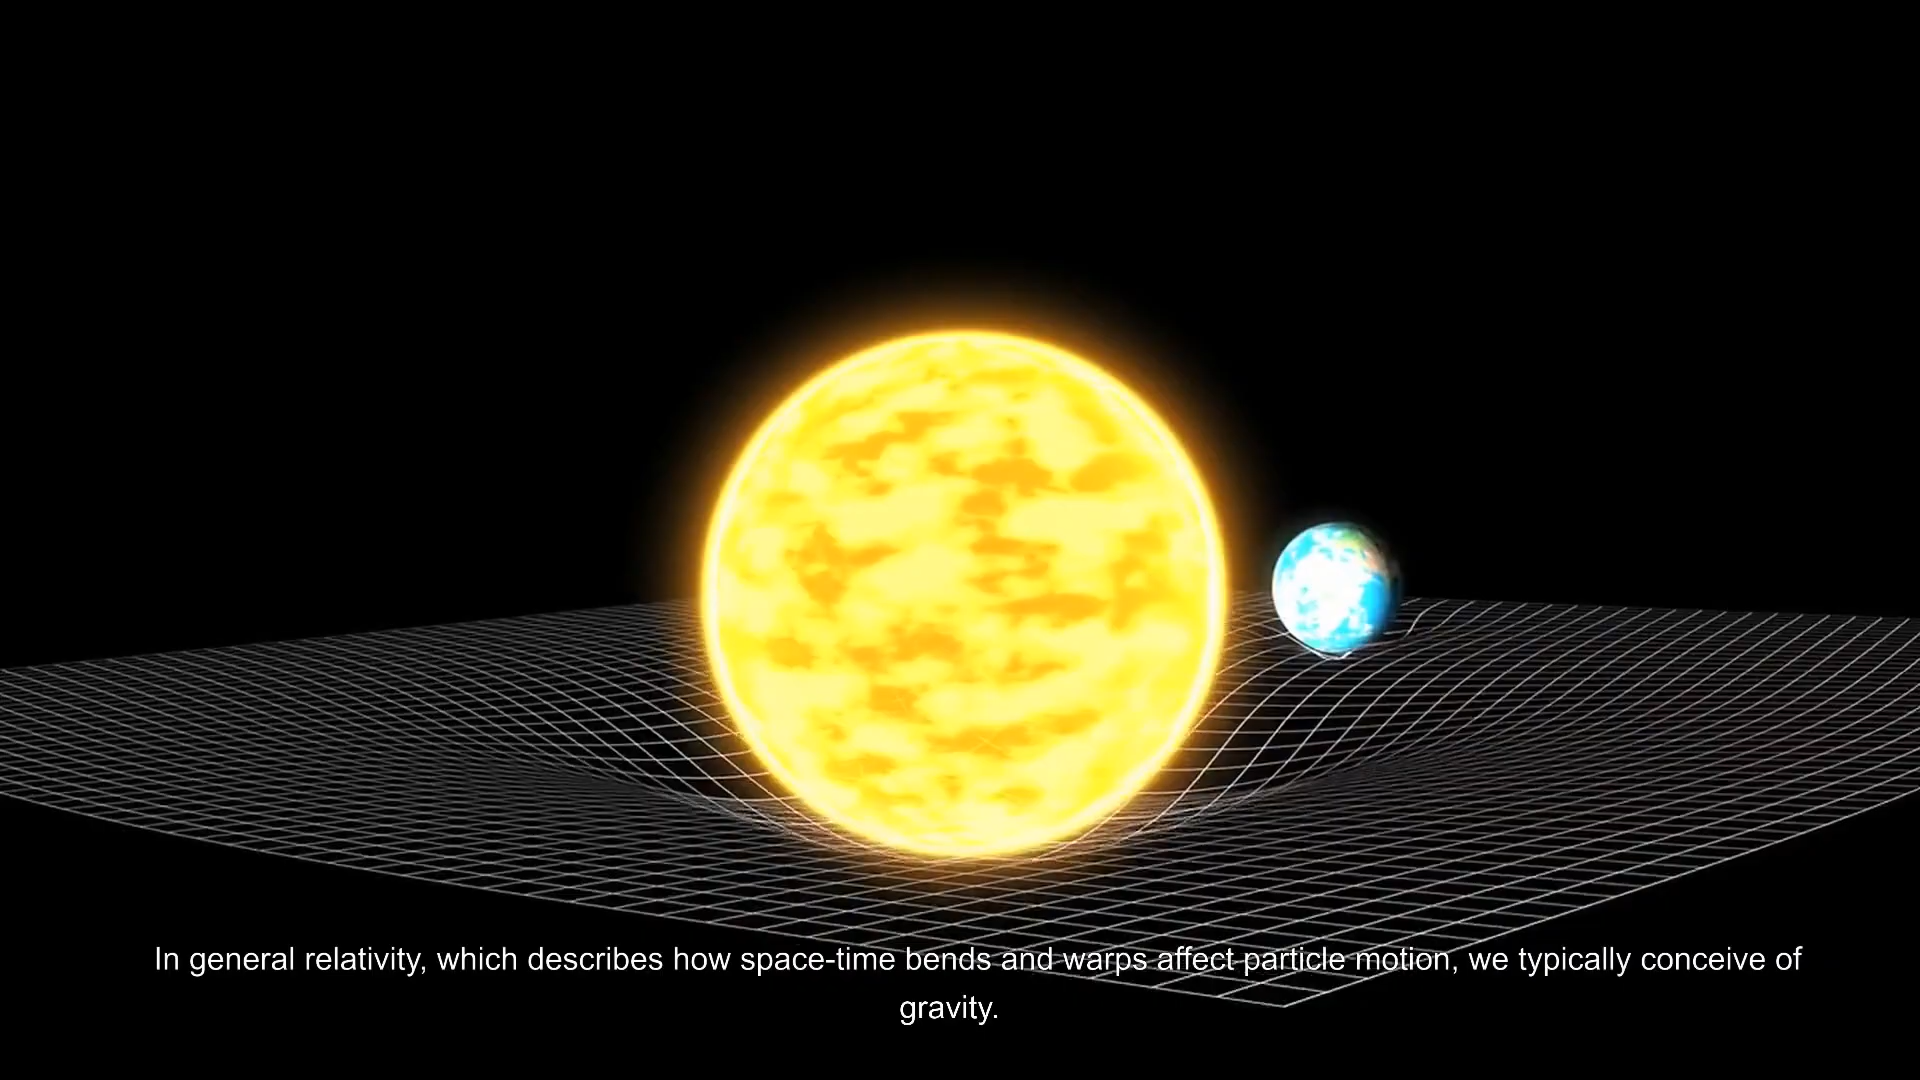 In general relativity, which describes how space-time bends and warps affect particle motion, we typically conceive of
gravity.